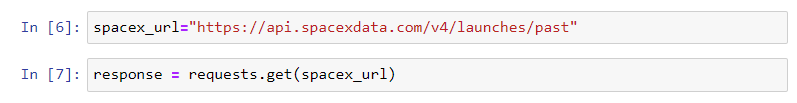 In [6]: spacex_url="https://api.spacexdata.com/v4/launches/past"
In [7]: response = requests.get(spacex_url)